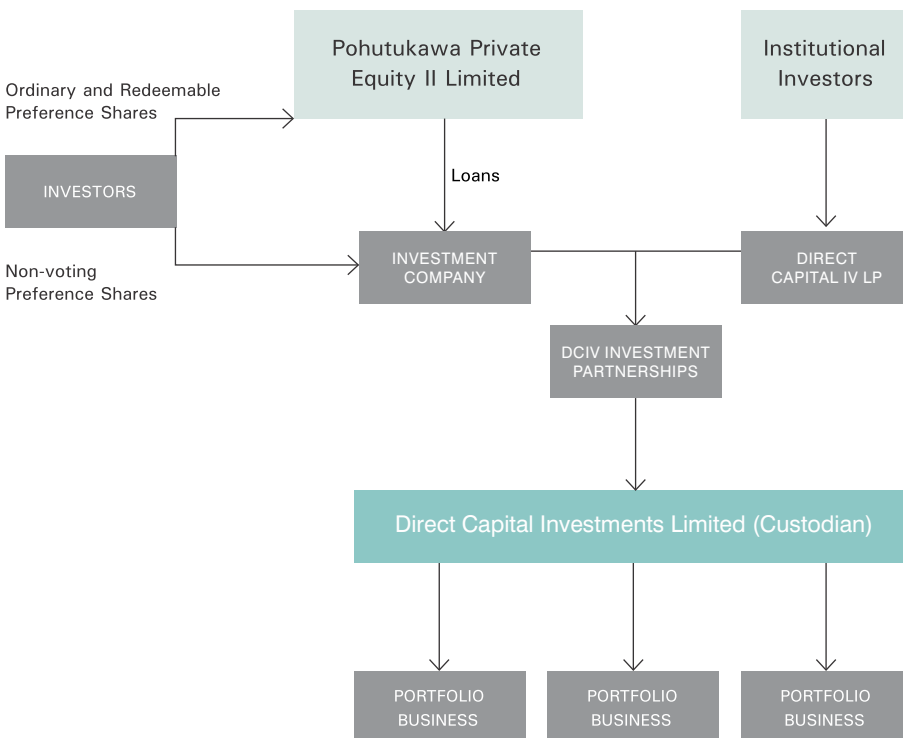 Pohutukawa Private
Equity II Limited
Institutional
Investors
Ordinary and Redeemable
Preference Shares
INVESTORS
Loans
Non-voting
Preference Shares
INVESTMENT
COMPANY
DIRECT
CAPITAL IV LP
DCIV INVESTMENT
PARTNERSHIPS
Direct Capital Investments Limited (Custodian)
PORTFOLIO
BUSINESS
PORTFOLIO
BUSINESS
PORTFOLIO
BUSINESS